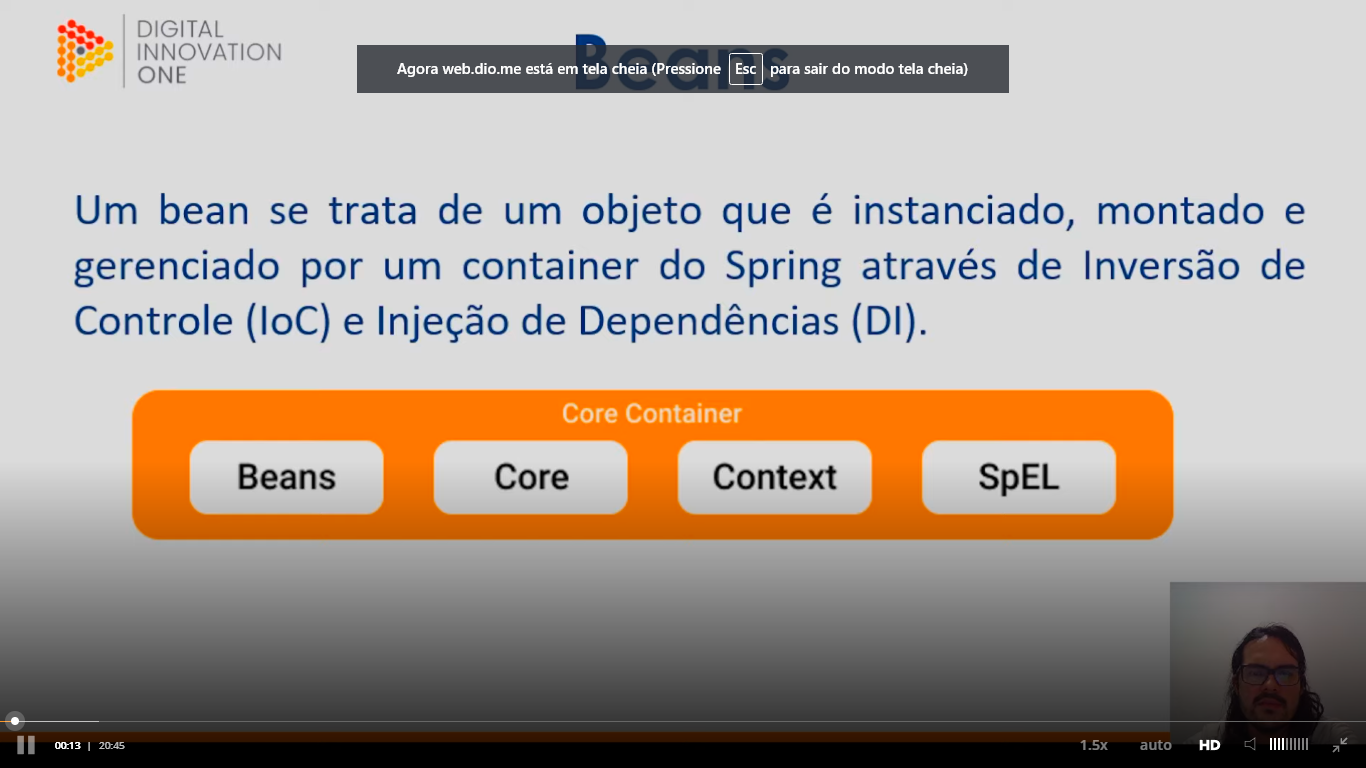 DIGITAL
INNOVATION
ONE
Beans
Agora web.dio.me está em tela cheia (Pressione Esc para sair do modo tela cheia)
Um bean se trata de um objeto que é instanciado, montado e
gerenciado por um container do Spring através de Inversão de
Controle (IoC) e Injeção de Dependências (DI).
Core Container
Beans Core Context SpEL
00:13 | 20:45 1.5x auto HD